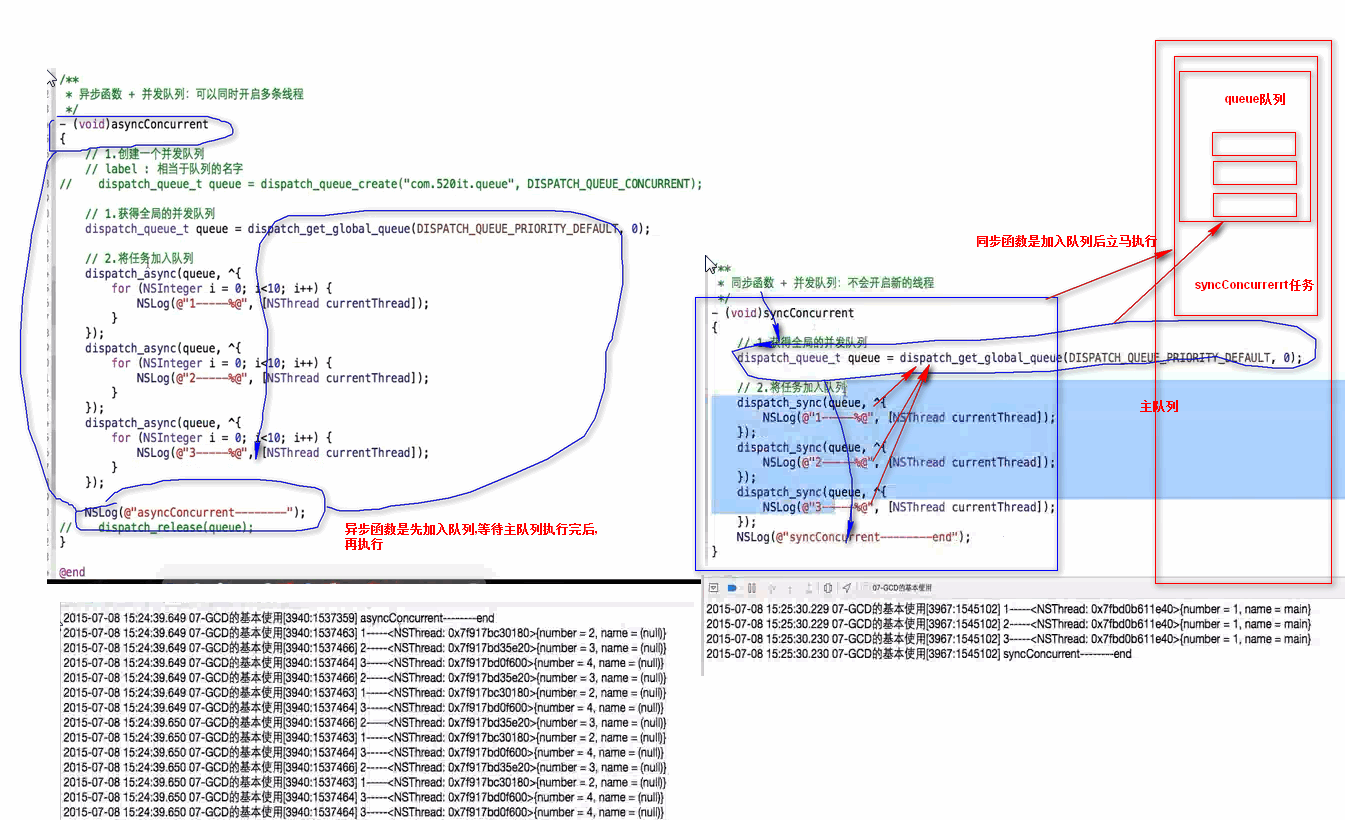 /**
 * 异步函数 + 并发队列：可以同时开启多条线程
 */
- (void)asyncConcurrent
{
// 1.创建一个并发队列
// label : 相当于队列的名字
// dispatch_queue_t queue = dispatch_queue_create("com.520it.queue", DISPATCH_QUEUE_CONCURRENT);
// 1.获得全局的并发队列
dispatch_queue_t queue = dispatch_get_global_queue(DISPATCH_QUEUE_PRIORITY_DEFAULT, 0);
// 2.将任务加入队列
dispatch_async(queue, ^{
for (NSInteger i = 0; i<10; i++) {
NSLog(@"1-----%@", [NSThread currentThread]);
}
});
dispatch_async(queue, ^{
for (NSInteger i = 0; i<10; i++) {
NSLog(@"2-----%@", [NSThread currentThread]);
}
});
dispatch_async(queue, ^{
for (NSInteger i = 0; i<10; i++) {
NSLog(@"3-----%@", [NSThread currentThread]);
}
});
NSLog(@"asyncConcurrent--------");
// dispatch_release(queue);
}
@end
异步函数是先加入队列,等待主队列执行完后,
再执行
2015-07-08 15:24:39.649 07-GCD的基本使用[3940:1537359] asyncConcurrent--------end
2015-07-08 15:24:39.649 07-GCD的基本使用[3940:1537463] 1-----<NSThread: 0x7f917bc30180>{number = 2, name = (null)}
2015-07-08 15:24:39.649 07-GCD的基本使用[3940:1537466] 2-----<NSThread: 0x7f917bd35e20>{number = 3, name = (null)}
2015-07-08 15:24:39.649 07-GCD的基本使用[3940:1537464] 3-----<NSThread: 0x7f917bd0f600>{number = 4, name = (null)}
2015-07-08 15:24:39.649 07-GCD的基本使用[3940:1537466] 2-----<NSThread: 0x7f917bd35e20>{number = 3, name = (null)}
2015-07-08 15:24:39.649 07-GCD的基本使用[3940:1537463] 1-----<NSThread: 0x7f917bc30180>{number = 2, name = (null)}
2015-07-08 15:24:39.649 07-GCD的基本使用[3940:1537464] 3-----<NSThread: 0x7f917bd0f600>{number = 4, name = (null)}
2015-07-08 15:24:39.650 07-GCD的基本使用[3940:1537466] 2-----<NSThread: 0x7f917bd35e20>{number = 3, name = (null)}
2015-07-08 15:24:39.650 07-GCD的基本使用[3940:1537463] 1-----<NSThread: 0x7f917bc30180>{number = 2, name = (null)}
2015-07-08 15:24:39.650 07-GCD的基本使用[3940:1537464] 3-----<NSThread: 0x7f917bd0f600>{number = 4, name = (null)}
2015-07-08 15:24:39.650 07-GCD的基本使用[3940:1537466] 2-----<NSThread: 0x7f917bd35e20>{number = 3, name = (null)}
2015-07-08 15:24:39.650 07-GCD的基本使用[3940:1537463] 1-----<NSThread: 0x7f917bc30180>{number = 2, name = (null)}
2015-07-08 15:24:39.650 07-GCD的基本使用[3940:1537464] 3-----<NSThread: 0x7f917bd0f600>{number = 4, name = (null)}
2015-07-08 15:24:39.650 07-GCD的基本使用[3940:1537464] 3-----<NSThread: 0x7f917bd0f600>{number = 4, name = (null)}
queue队列
同步函数是加入队列后立马执行
syncConcurrerrt任务
主队列
**
 * 同步函数 + 并发队列：不会开启新的线程
 */
- (void)syncConcurrent
{
// 1.获得全局的并发队列
dispatch_queue_t queue = dispatch_get_global_queue(DISPATCH_QUEUE_PRIORITY_DEFAULT, 0);
// 2.将任务加入队列
dispatch_sync(queue, ^{
NSLog(@"1-----%@", [NSThread currentThread]);
});
dispatch_sync(queue, ^{
NSLog(@"2-----%@", [NSThread currentThread]);
});
dispatch_sync(queue, ^{
NSLog(@"3-----%@", [NSThread currentThread]);
});
NSLog(@"syncConcurrent--------end");
}
07-GCD的基本使用
2015-07-08 15:25:30.229 07-GCD的基本使用[3967:1545102] 1-----<NSThread: 0x7fbd0b611e40>{number = 1, name = main}
2015-07-08 15:25:30.229 07-GCD的基本使用[3967:1545102] 2-----<NSThread: 0x7fbd0b611e40>{number = 1, name = main}
2015-07-08 15:25:30.230 07-GCD的基本使用[3967:1545102] 3-----<NSThread: 0x7fbd0b611e40>{number = 1, name = main}
2015-07-08 15:25:30.230 07-GCD的基本使用[3967:1545102] syncConcurrent--------end